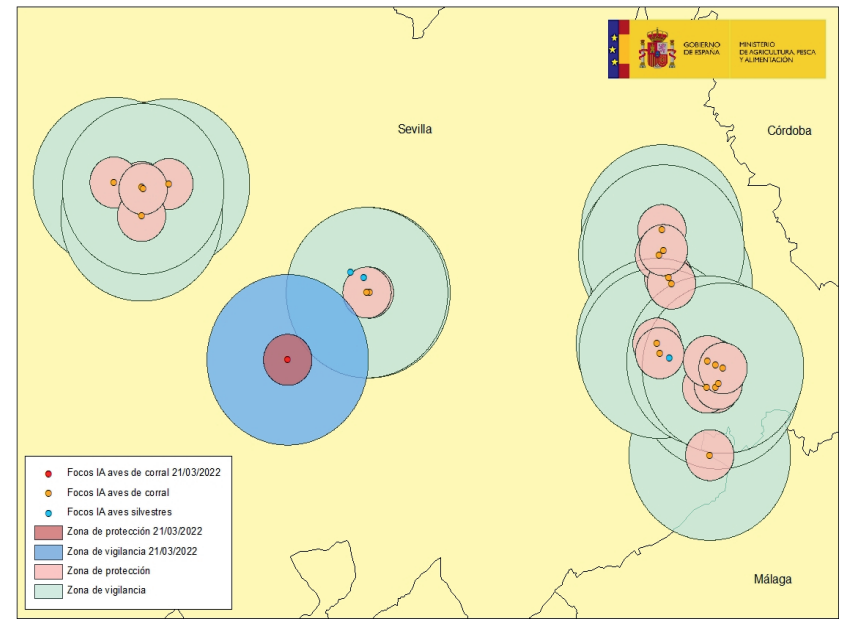 GOBIERNO
DE ESPAÑA
MINISTERIO
DE AGRICULTURA, PESCA
Y ALIMENTACIÓN
Sevilla
Córdoba
Málaga
Focos IA aves de corral 21/03/2022
Focos IA aves de corral
Focos IA aves silvestres
Zona de protección 21/03/2022
Zona de vigilancia 21/03/2022
Zona de protección
Zona de vigilancia